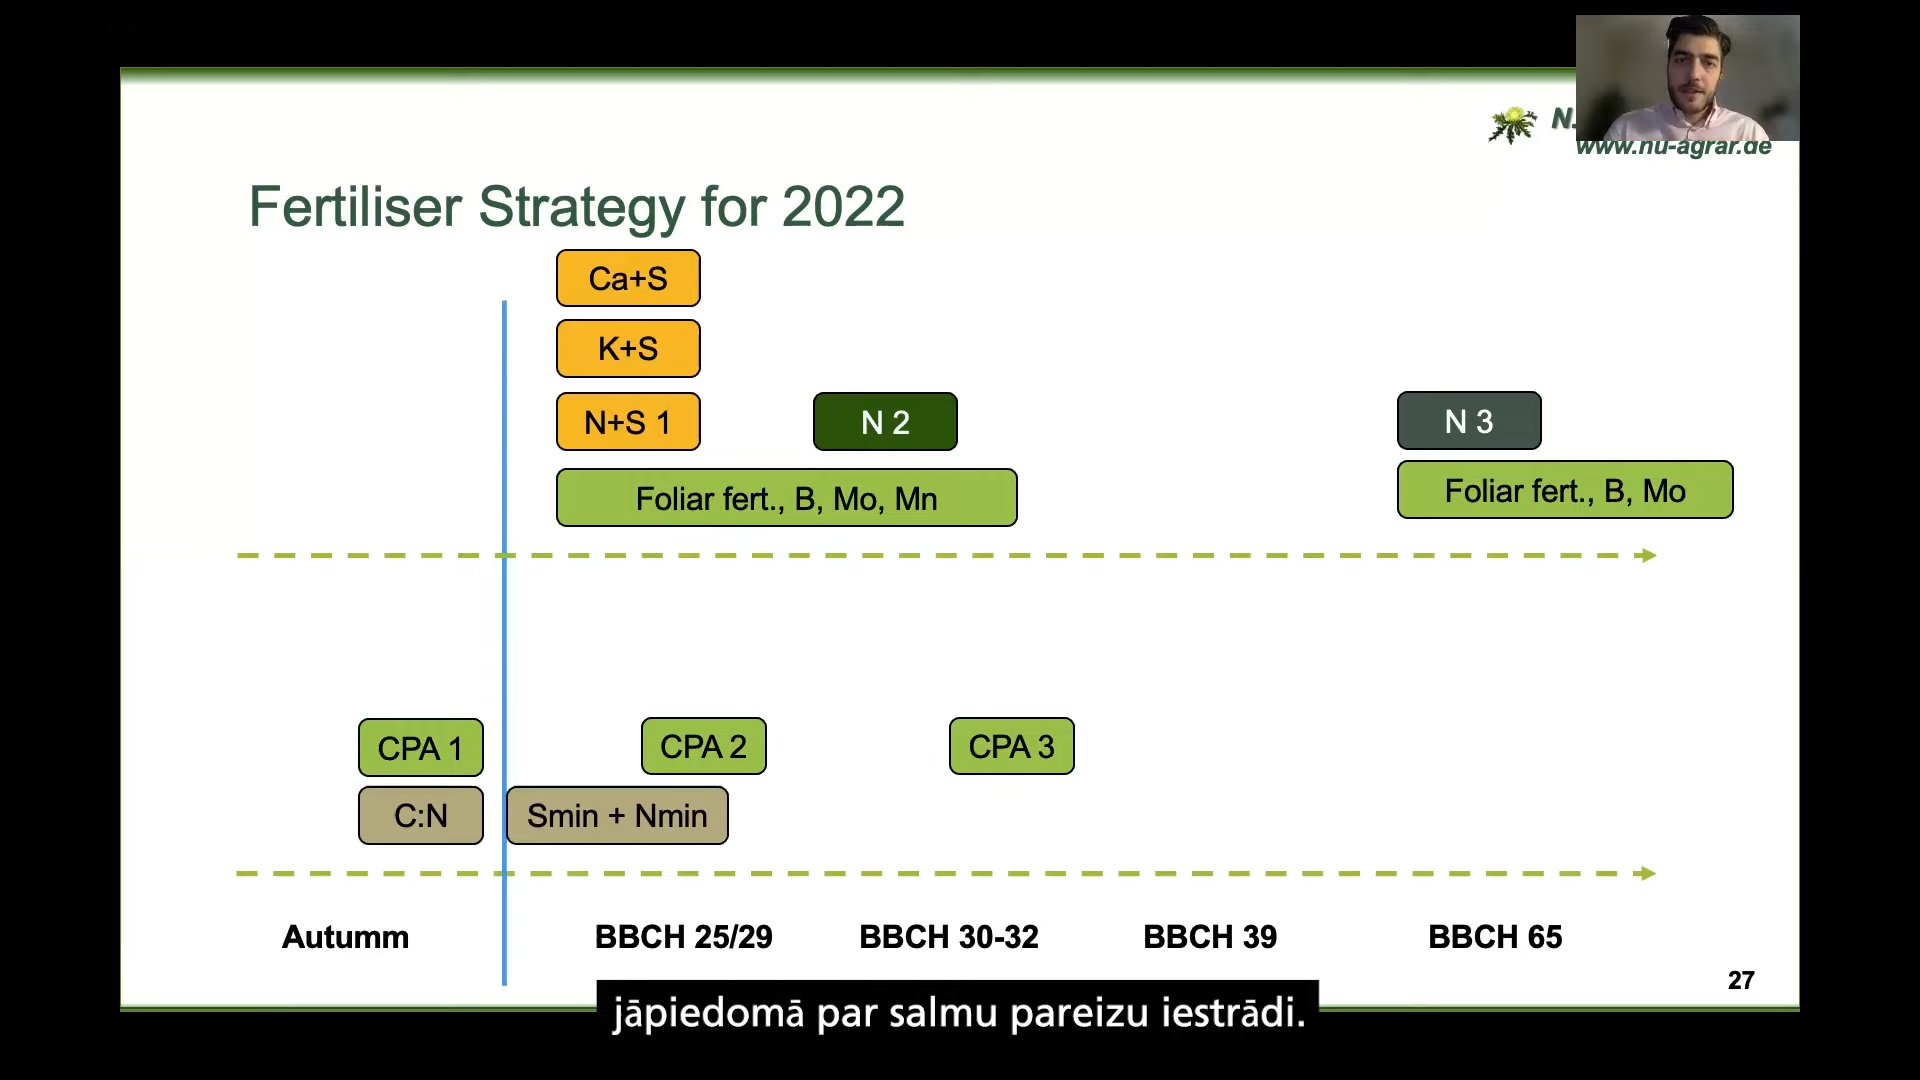 N.
www.nu-agrar.de
Fertiliser Strategy for 2022
Ca+S
K+S
N+S 1
N 2
N 3
Foliar fert., B, Mo, Mn
Foliar fert., B, Mo
CPA 1
CPA 2
CPA 3
C:N
Smin + Nmin
Autumm
BBCH 25/29
BBCH 30-32
BBCH 39
BBCH 65
27
jāpiedomā par salmu pareizu iestrādi.